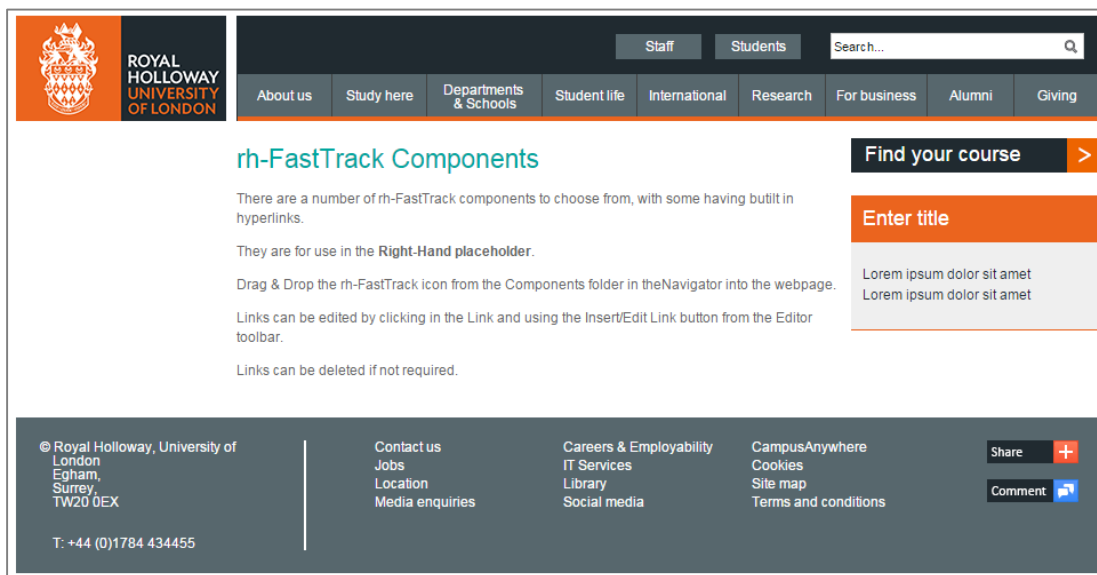 ROYAL
HOLLOWAY
UNIVERSITY
OF LONDON
Staff
Students
Search...
About us
Study here
Departments
& Schools
Student life
International
Research
For business
Alumni
Giving
rh-FastTrack Components
There are a number of rh-FastTrack components to choose from, with some having butilt in
hyperlinks.
They are for use in the Right-Hand placeholder.
Drag & Drop the rh-FastTrack icon from the Components folder in theNavigator into the webpage.
Links can be edited by clicking in the Link and using the Insert/Edit Link button from the Editor
toolbar.
Links can be deleted if not required.
Find your course
>
Enter title
Lorem ipsum dolor sit amet
Lorem ipsum dolor sit amet
© Royal Holloway, University of
London
Egham,
Surrey,
TW20 0EX
T: +44 (0)1784 434455
Contact us
Jobs
Location
Media enquiries
Careers & Employability
IT Services
Library
Social media
CampusAnywhere
Cookies
Site map
Terms and conditions
Share
Comment